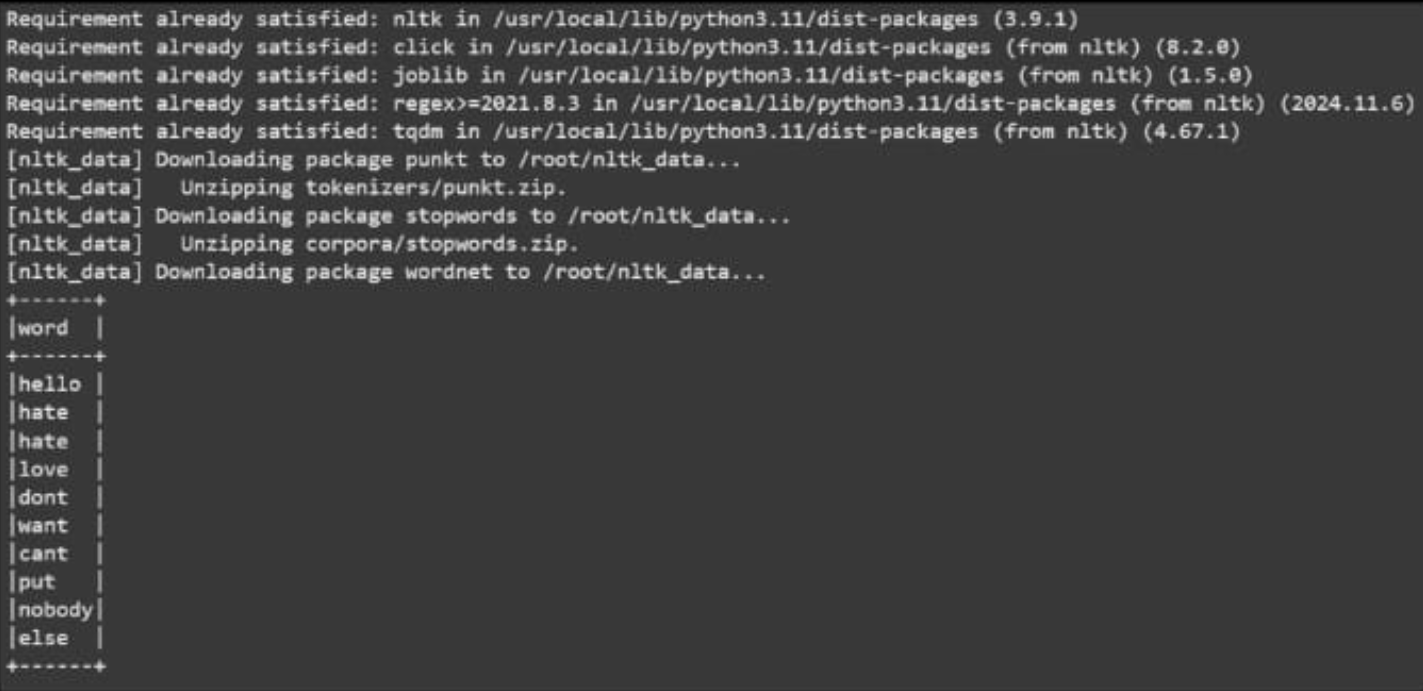 Requirement already satisfied: nltk in /usr/local/lib/python3.11/dist-packages (3.9.1)
Requirement already satisfied: click in /usr/local/lib/python3.11/dist-packages (from nltk) (8.2.0)
Requirement already satisfied: joblib in /usr/local/lib/python3.11/dist-packages (from nltk) (1.5.0)
Requirement already satisfied: regex>=2021.8.3 in /usr/local/lib/python3.11/dist-packages (from nltk) (2024.11.6)
Requirement already satisfied: tqdm in /usr/local/lib/python3.11/dist-packages (from nltk) (4.67.1)
[nltk_data] Downloading package punkt to /root/nltk_data...
[nltk_data]   Unzipping tokenizers/punkt.zip.
[nltk_data] Downloading package stopwords to /root/nltk_data...
[nltk_data]   Unzipping corpora/stopwords.zip.
[nltk_data] Downloading package wordnet to /root/nltk_data...
+------+
|word  |
+------+
|hello |
|hate  |
|hate  |
|love  |
|dont  |
|want  |
|cant  |
|put   |
|nobody|
|else  |
+------+